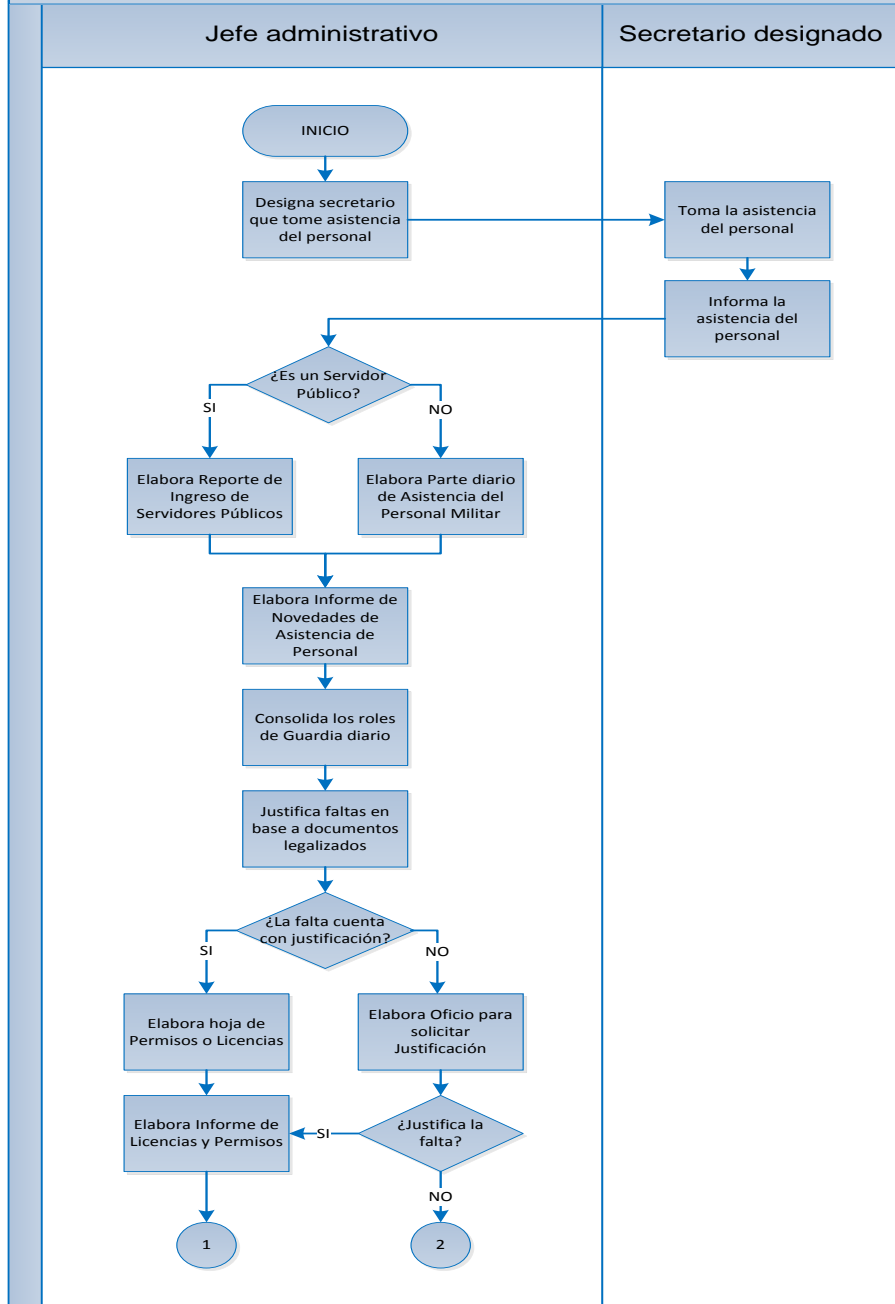 Jefe administrativo
Secretario designado
INICIO
Designa secretario
que tome asistencia
del personal
Toma la asistencia
del personal
Informa la
asistencia del
personal
¿Es un Servidor
Público?
SI
NO
Elabora Reporte de
Ingreso de
Servidores Públicos
Elabora Parte diario
de Asistencia del
Personal Militar
Elabora Informe de
Novedades de
Asistencia de
Personal
Consolida los roles
de Guardia diario
Justifica faltas en
base a documentos
legalizados
¿La falta cuenta
con justificación?
SI
NO
Elabora hoja de
Permisos o Licencias
Elabora Oficio para
solicitar
Justificación
Elabora Informe de
Licencias y Permisos
SI
¿Justifica la
falta?
NO
1
2